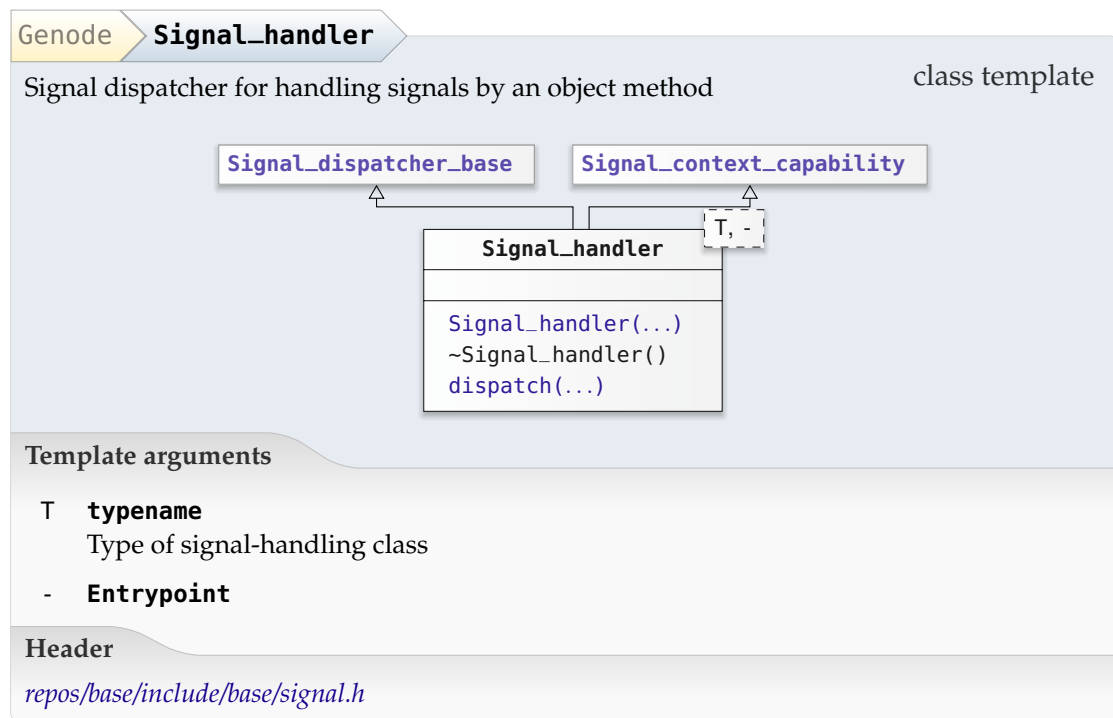 Genode Signal_handler
class template
Signal dispatcher for handling signals by an object method
Signal_dispatcher_base Signal_context_capability
T, -
Signal_handler
Signal_handler(...)
~Signal_handler()
dispatch(...)
Template arguments
T typename
Type of signal-handling class
- Entrypoint
Header
repos/base/include/base/signal.h